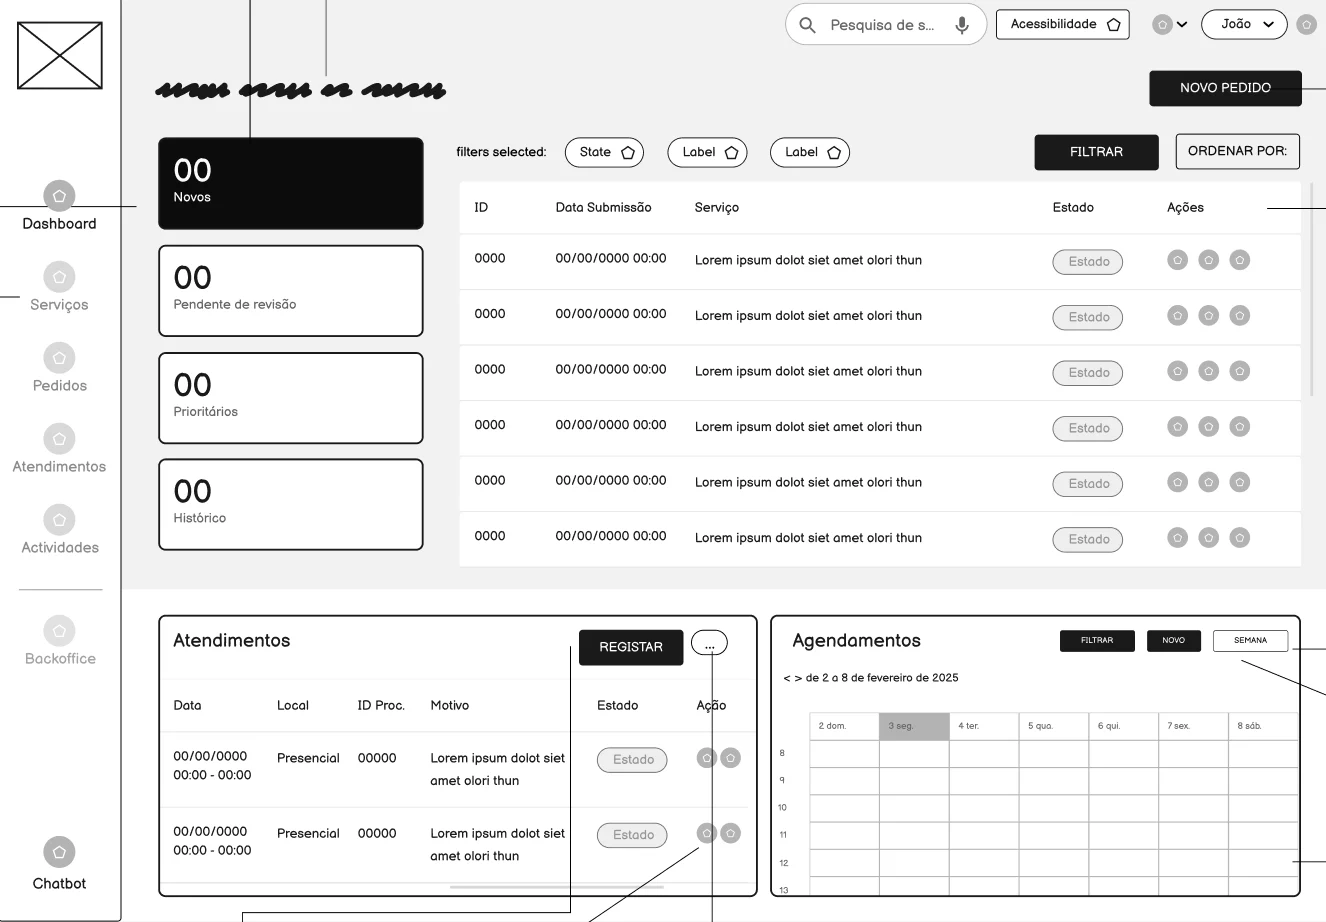 Pesquisa de s...
Acessibilidade
João
NOVO PEDIDO
Dashboard
Serviços
Pedidos
Atendimentos
Actividades
Backoffice
Chatbot
00
Novos
00
Pendente de revisão
00
Prioritários
00
Histórico
filters selected: State Label Label
FILTRAR
ORDENAR POR:
ID Data Submissão Serviço Estado Ações
0000 00/00/0000 00:00 Lorem ipsum dolot siet amet olori thun Estado
0000 00/00/0000 00:00 Lorem ipsum dolot siet amet olori thun Estado
0000 00/00/0000 00:00 Lorem ipsum dolot siet amet olori thun Estado
0000 00/00/0000 00:00 Lorem ipsum dolot siet amet olori thun Estado
0000 00/00/0000 00:00 Lorem ipsum dolot siet amet olori thun Estado
0000 00/00/0000 00:00 Lorem ipsum dolot siet amet olori thun Estado
Atendimentos
REGISTAR
...
Data Local ID Proc. Motivo Estado Ação
00/00/0000 Presencial 00000 Lorem ipsum dolot siet Estado
00:00 - 00:00 amet olori thun
00/00/0000 Presencial 00000 Lorem ipsum dolot siet Estado
00:00 - 00:00 amet olori thun
Agendamentos
FILTRAR
NOVO
SEMANA
< > de 2 a 8 de fevereiro de 2025
2 dom. 3 seg. 4 ter. 5 qua. 6 qui. 7 sex. 8 sáb.
8
9
10
11
12
13